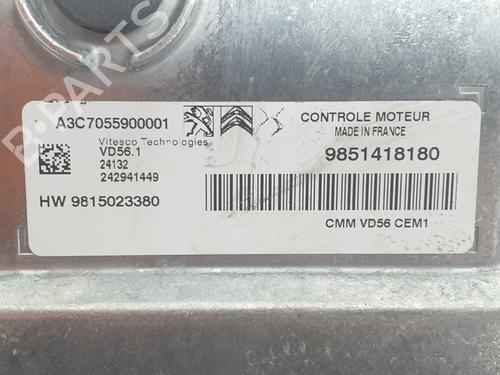 A3C7055900001
Vitesco Technologies
VD56.1
24132
242941449
HW 9815023380
CONTROLE MOTEUR
MADE IN FRANCE
9851418180
CMM VD56 CEM1
B-PARTS